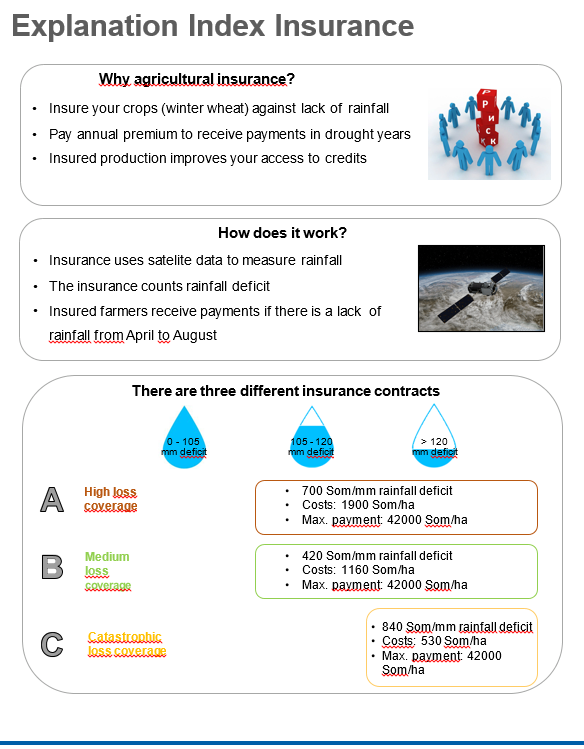 Explanation Index Insurance
Why agricultural insurance?
• Insure your crops (winter wheat) against lack of rainfall
• Pay annual premium to receive payments in drought years
• Insured production improves your access to credits
Р
И
С
К
К
How does it work?
• Insurance uses satelite data to measure rainfall
• The insurance counts rainfall deficit
• Insured farmers receive payments if there is a lack of
rainfall from April to August
There are three different insurance contracts
0 - 105
mm deficit
105 - 120
mm deficit
> 120
mm deficit
A
High loss
coverage
• 700 Som/mm rainfall deficit
• Costs: 1900 Som/ha
• Max. payment: 42000 Som/ha
B
Medium
loss
coverage
• 420 Som/mm rainfall deficit
• Costs: 1160 Som/ha
• Max. payment: 42000 Som/ha
C
Catastrophic
loss coverage
• 840 Som/mm rainfall deficit
• Costs: 530 Som/ha
• Max. payment: 42000
Som/ha